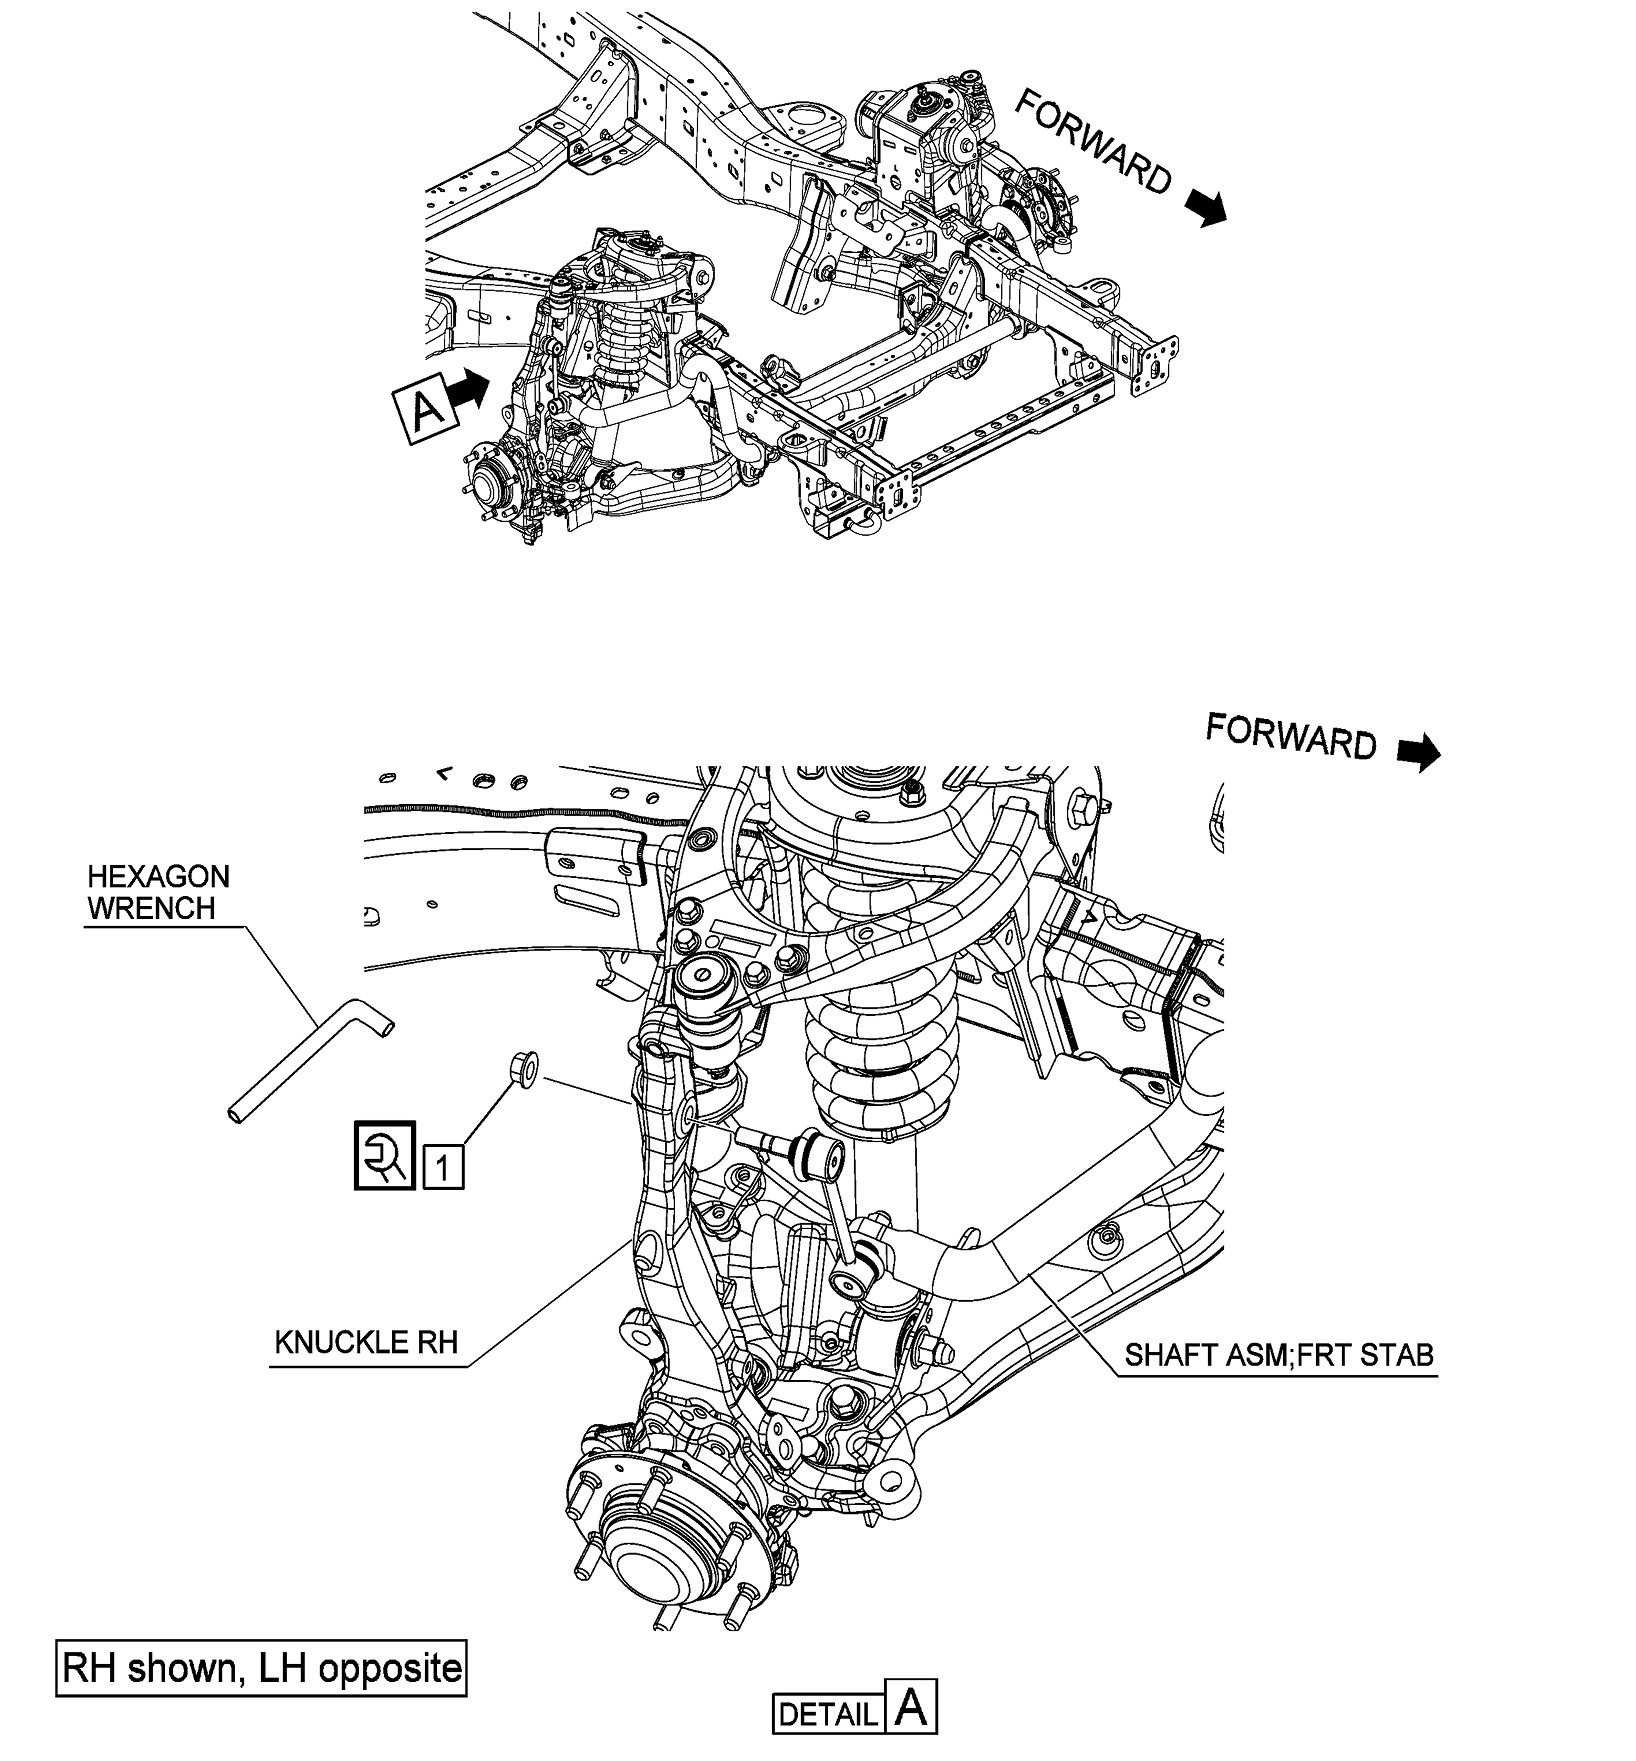 FORWARD
A
FORWARD
HEXAGON
WRENCH
1
KNUCKLE RH
SHAFT ASM;FRT STAB
RH shown, LH opposite
DETAIL A